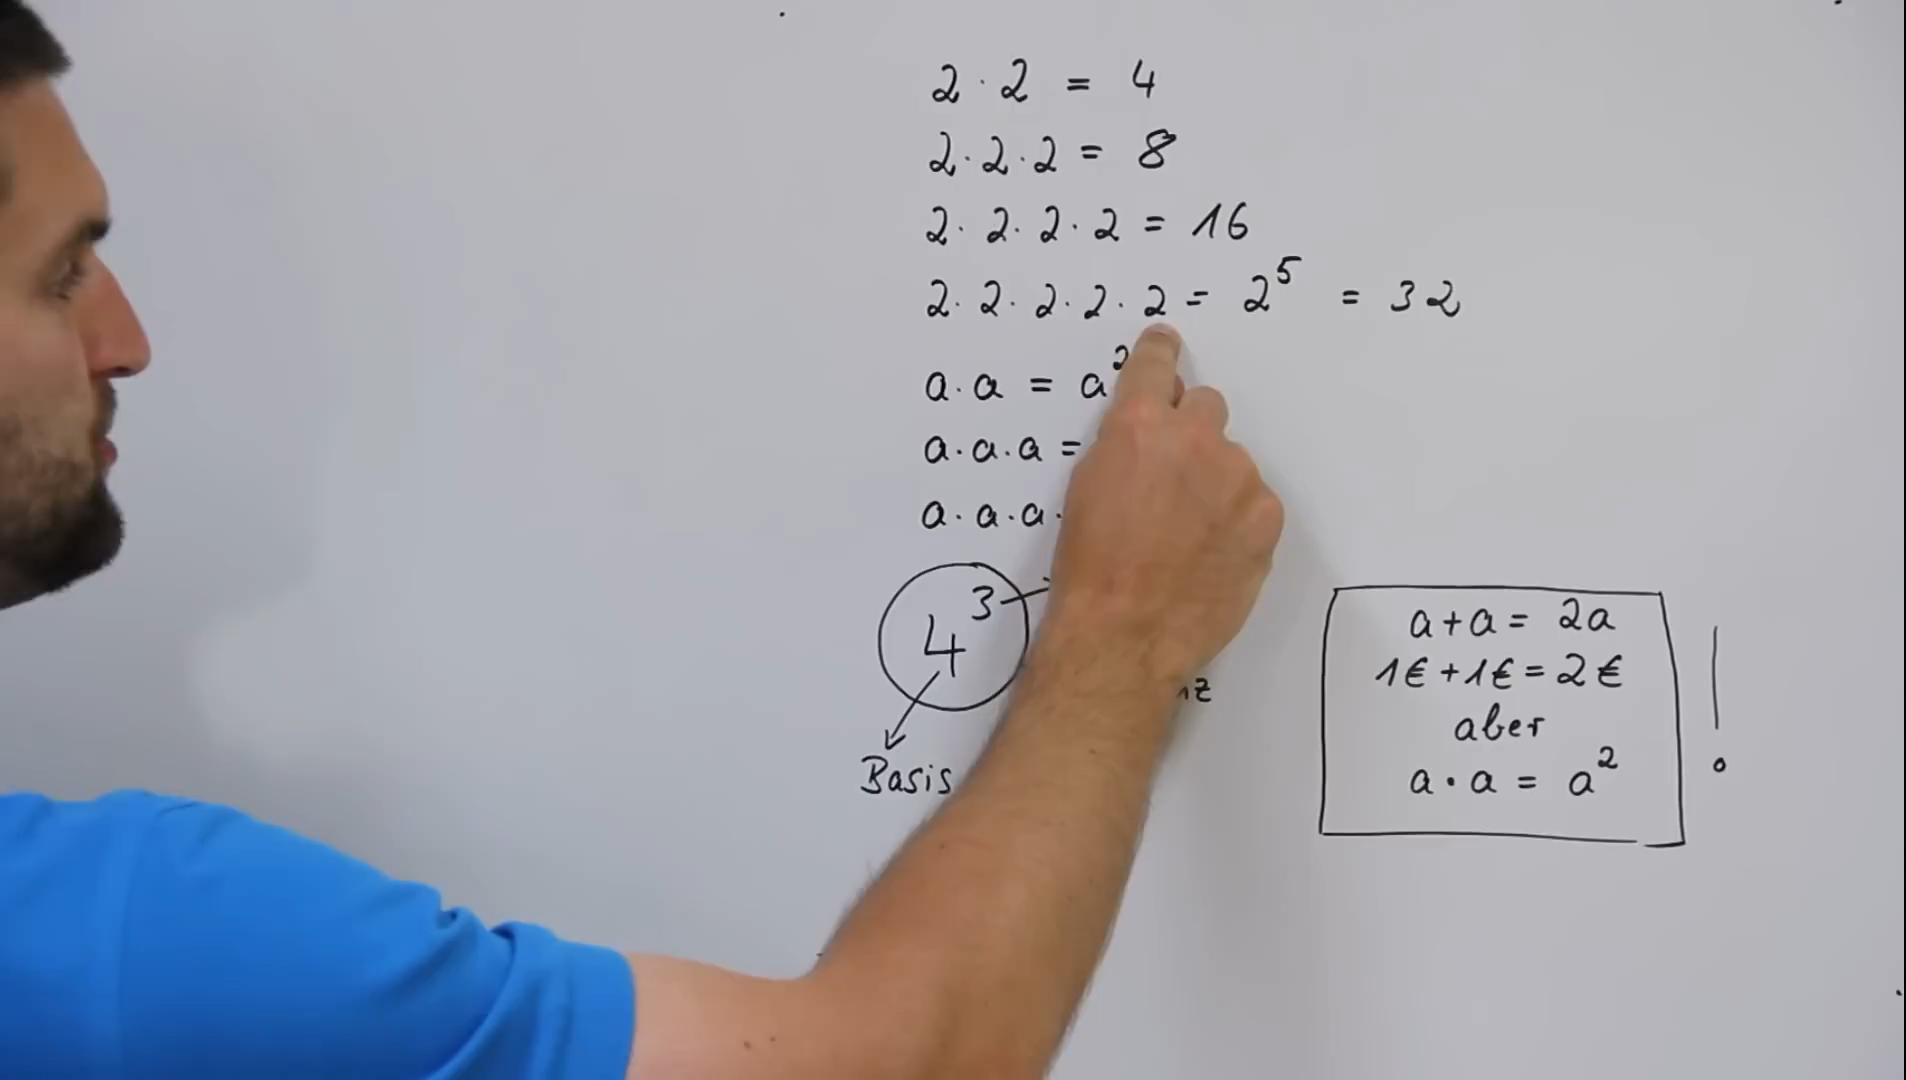 2 · 2 = 4
2 · 2 · 2 = 8
2 · 2 · 2 · 2 = 16
2 · 2 · 2 · 2 · 2 = 2⁵ = 32
a · a = a²
a · a · a =
a · a · a ·
4³
Basis
a + a = 2a
1€ + 1€ = 2€
aber
a · a = a²
!